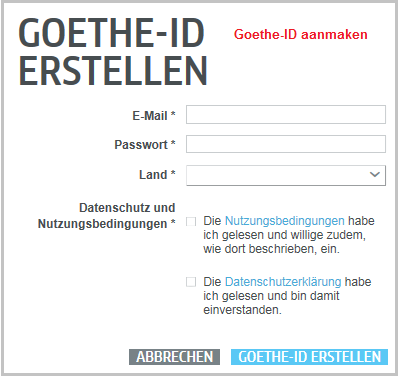 GOETHE-ID
ERSTELLEN
Goethe-ID aanmaken
E-Mail *
Passwort *
Land *
Datenschutz und
Nutzungsbedingungen *
Die Nutzungsbedingungen habe
ich gelesen und willige zudem,
wie dort beschrieben, ein.
Die Datenschutzerklärung habe
ich gelesen und bin damit
einverstanden.
ABBRECHEN
GOETHE-ID ERSTELLEN